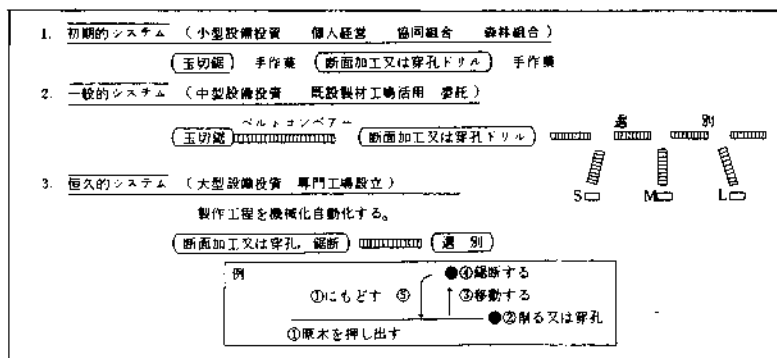 1. 初期的システム （小型設備投資 個人経営 協同組合 森林組合）
玉切鋸 手作業 断面加工又は穿孔ドリル 手作業
2. 一般的システム （中型設備投資 既設製材工場活用 委託）
ベルトコンベアー
玉切鋸 断面加工又は穿孔ドリル 選 別
S M L
3. 恒久的システム （大型設備投資 専門工場設立）
製作工程を機械化自動化する。
断面加工又は穿孔，鋸断 選 別
例
●④鋸断する
①にもどす ⑤ ③移動する
●②削る又は穿孔
①原木を押し出す